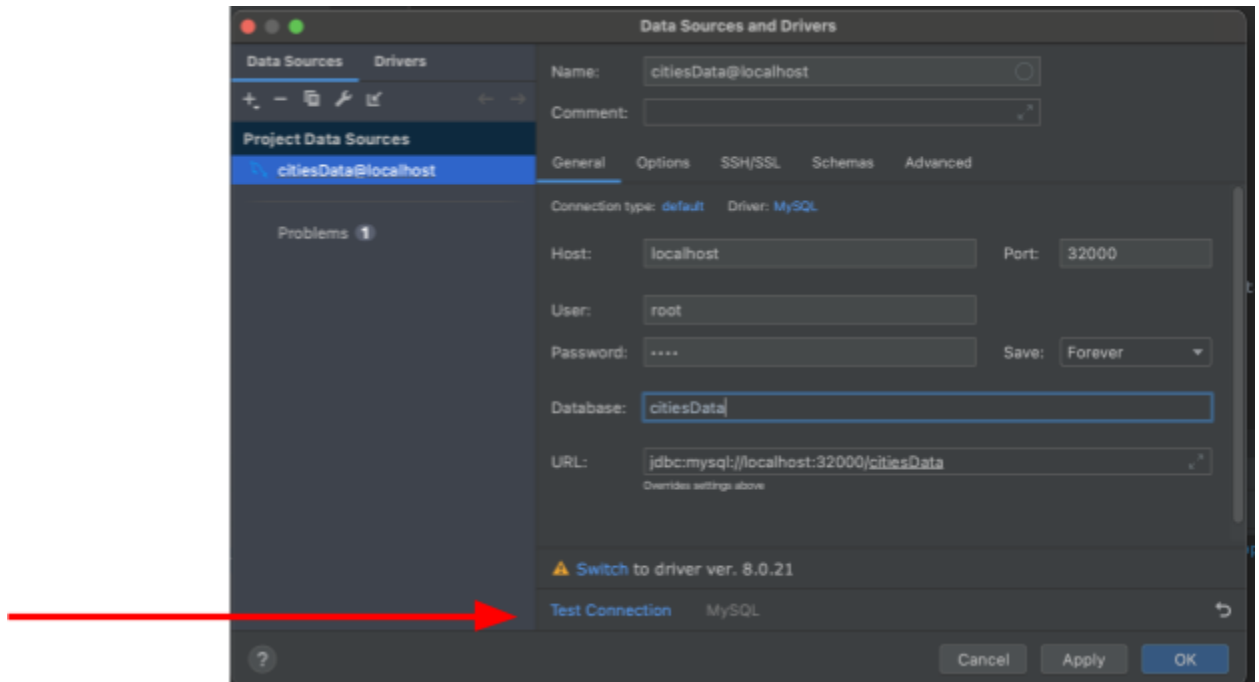 Data Sources and Drivers
Data Sources Drivers
Project Data Sources
citiesData@localhost
Problems 1
Name: citiesData@localhost
Comment:
General Options SSH/SSL Schemas Advanced
Connection type: default Driver: MySQL
Host: localhost Port: 32000
User: root
Password: •••• Save: Forever
Database: citiesData
URL: jdbc:mysql://localhost:32000/citiesData
Overrides settings above
Switch to driver ver. 8.0.21
Test Connection MySQL
? Cancel Apply OK